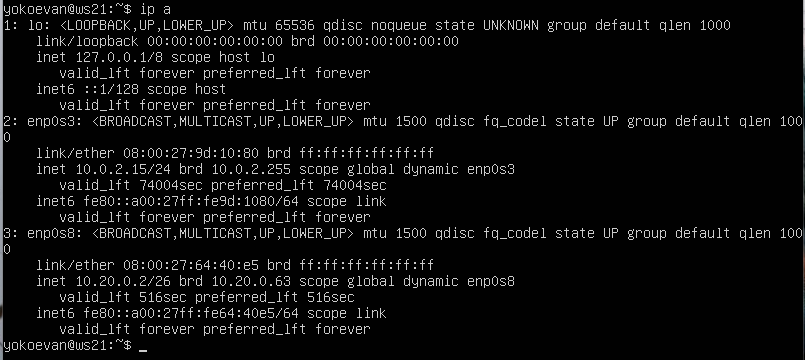 yokoevan@ws21:~$ ip a
1: lo: <LOOPBACK,UP,LOWER_UP> mtu 65536 qdisc noqueue state UNKNOWN group default qlen 1000
    link/loopback 00:00:00:00:00:00 brd 00:00:00:00:00:00
    inet 127.0.0.1/8 scope host lo
       valid_lft forever preferred_lft forever
    inet6 ::1/128 scope host
       valid_lft forever preferred_lft forever
2: enp0s3: <BROADCAST,MULTICAST,UP,LOWER_UP> mtu 1500 qdisc fq_codel state UP group default qlen 100
0
    link/ether 08:00:27:9d:10:80 brd ff:ff:ff:ff:ff:ff
    inet 10.0.2.15/24 brd 10.0.2.255 scope global dynamic enp0s3
       valid_lft 74004sec preferred_lft 74004sec
    inet6 fe80::a00:27ff:fe9d:1080/64 scope link
       valid_lft forever preferred_lft forever
3: enp0s8: <BROADCAST,MULTICAST,UP,LOWER_UP> mtu 1500 qdisc fq_codel state UP group default qlen 100
0
    link/ether 08:00:27:64:40:e5 brd ff:ff:ff:ff:ff:ff
    inet 10.20.0.2/26 brd 10.20.0.63 scope global dynamic enp0s8
       valid_lft 516sec preferred_lft 516sec
    inet6 fe80::a00:27ff:fe64:40e5/64 scope link
       valid_lft forever preferred_lft forever
yokoevan@ws21:~$ _